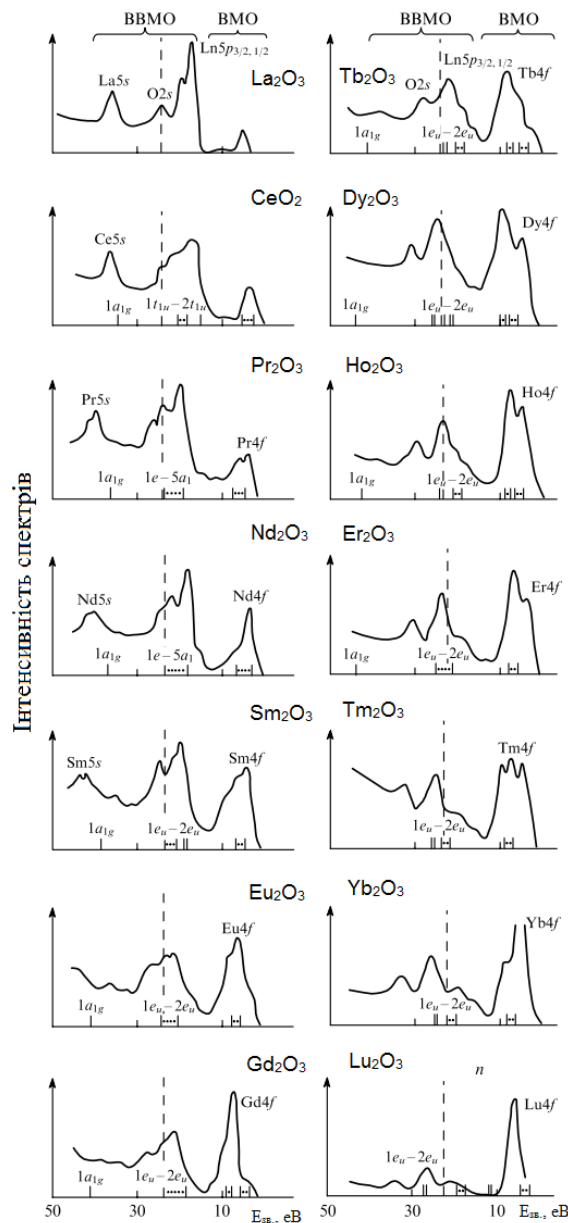 Інтенсивність спектрів
ВВМО
ВМО
La₂O₃
La5s
O2s
Ln5p₃/₂, ₁/₂
CeO₂
Ce5s
1a₁g
1t₁u–2t₁u
Pr₂O₃
Pr5s
Pr4f
1a₁g
1e–5a₁
Nd₂O₃
Nd5s
Nd4f
1a₁g
1e–5a₁
Sm₂O₃
Sm5s
Sm4f
1a₁g
1eᵤ–2eᵤ
Eu₂O₃
Eu4f
1a₁g
1eᵤ–2eᵤ
Gd₂O₃
Gd4f
1a₁g
1eᵤ–2eᵤ
50
30
10
0
Eзв., еВ
ВВМО
ВМО
Tb₂O₃
Ln5p₃/₂, ₁/₂
Tb4f
O2s
1a₁g
1eᵤ–2eᵤ
Dy₂O₃
Dy4f
1a₁g
1eᵤ–2eᵤ
Ho₂O₃
Ho4f
1a₁g
1eᵤ–2eᵤ
Er₂O₃
Er4f
1a₁g
1eᵤ–2eᵤ
Tm₂O₃
Tm4f
1eᵤ–2eᵤ
Yb₂O₃
Yb4f
1eᵤ–2eᵤ
Lu₂O₃
n
Lu4f
1eᵤ–2eᵤ
50
30
10
0
Eзв., еВ